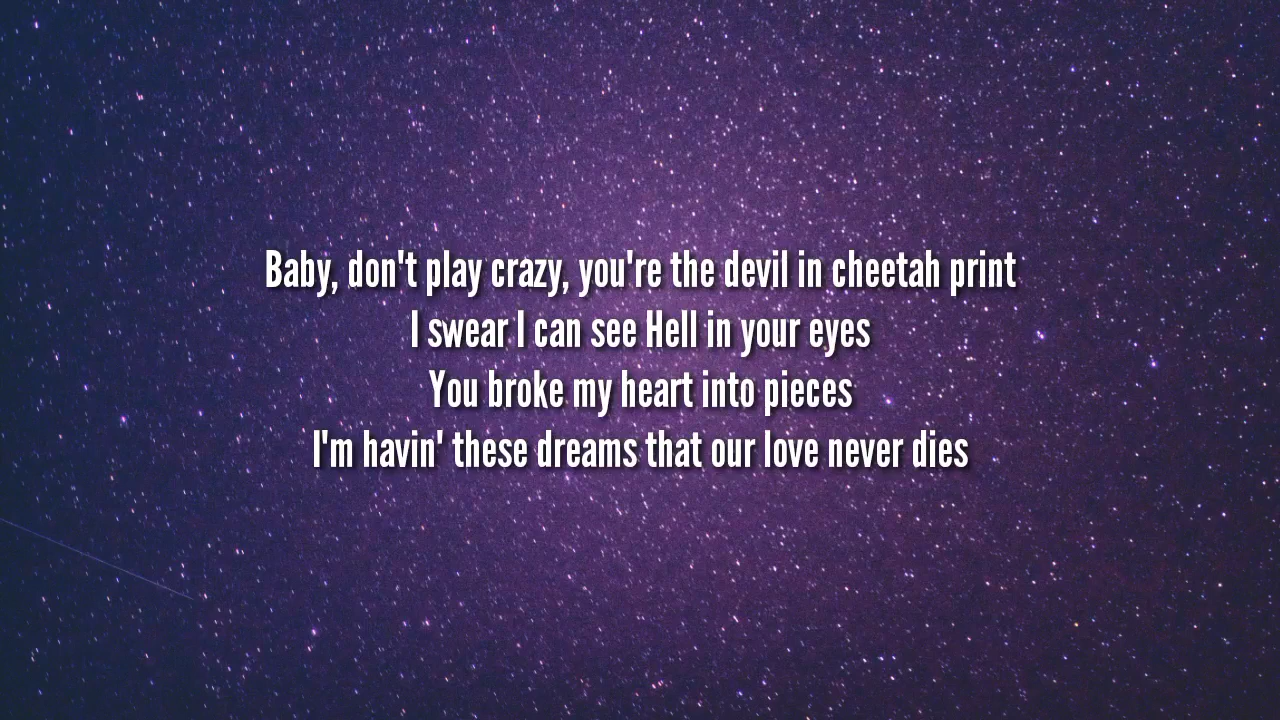 Baby, don't play crazy, you're the devil in cheetah print
I swear I can see Hell in your eyes
You broke my heart into pieces
I'm havin' these dreams that our love never dies